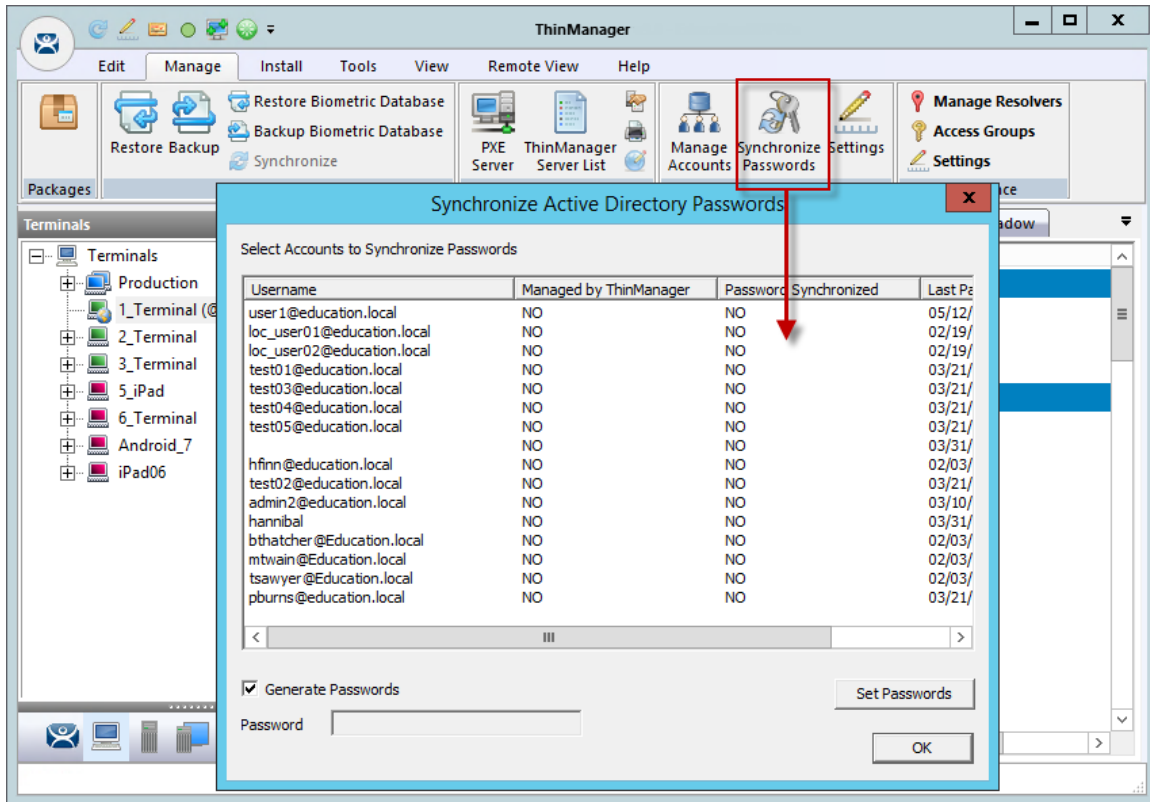 ThinManager
Edit Manage Install Tools View Remote View Help
Restore Backup
Restore Biometric Database
Backup Biometric Database
Synchronize
PXE Server
ThinManager Server List
Manage Accounts
Synchronize Passwords
Settings
Manage Resolvers
Access Groups
Settings
Packages
Terminals
Terminals
Production
1_Terminal (@
2_Terminal
3_Terminal
5_iPad
6_Terminal
Android_7
iPad06
Synchronize Active Directory Passwords
Select Accounts to Synchronize Passwords
Username Managed by ThinManager Password Synchronized Last Pa
user1@education.local NO NO 05/12/
loc_user01@education.local NO NO 02/19/
loc_user02@education.local NO NO 02/19/
test01@education.local NO NO 03/21/
test03@education.local NO NO 03/21/
test04@education.local NO NO 03/21/
test05@education.local NO NO 03/21/
NO NO 03/31/
hfinn@education.local NO NO 02/03/
test02@education.local NO NO 03/21/
admin2@education.local NO NO 03/10/
hannibal NO NO 03/31/
bthatcher@Education.local NO NO 02/03/
mtwain@Education.local NO NO 02/03/
tsawyer@Education.local NO NO 02/03/
pburns@education.local NO NO 03/21/
Generate Passwords
Set Passwords
Password
OK